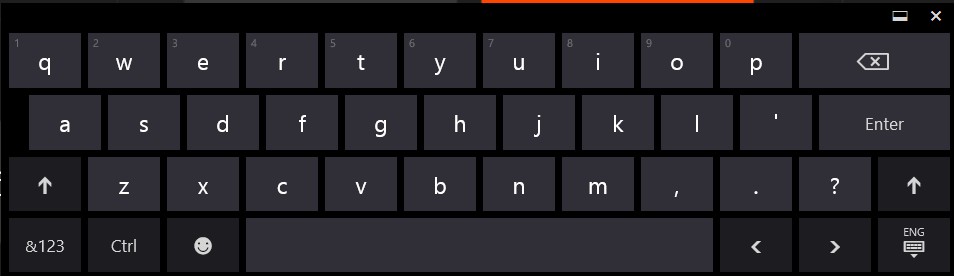 1 2 3 4 5 6 7 8 9 0
q w e r t y u i o p
a s d f g h j k l ' Enter
z x c v b n m , . ?
&123 Ctrl < > ENG